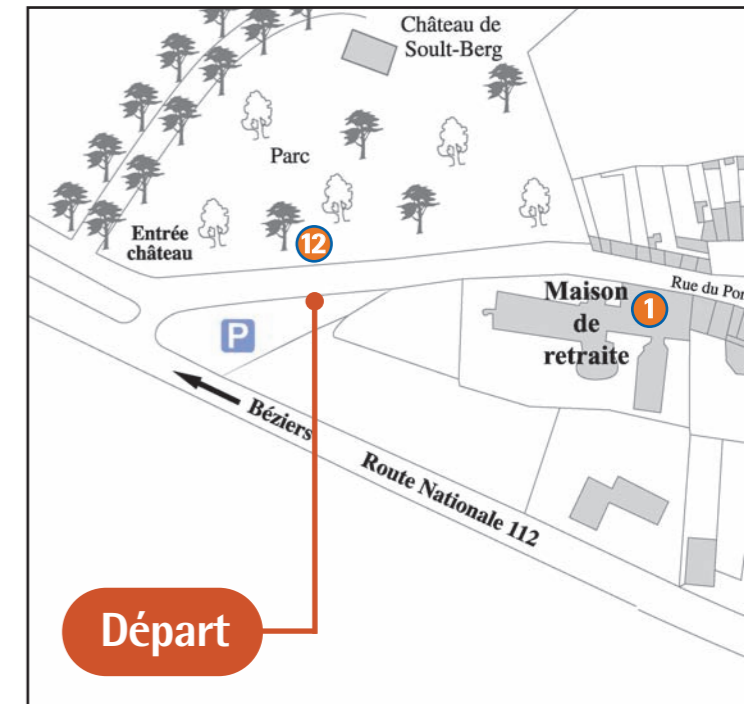 Château de
Soult-Berg
Parc
Entrée
château
12
Maison
de
retraite
1
Rue du Pon
P
Béziers
Route Nationale 112
Départ